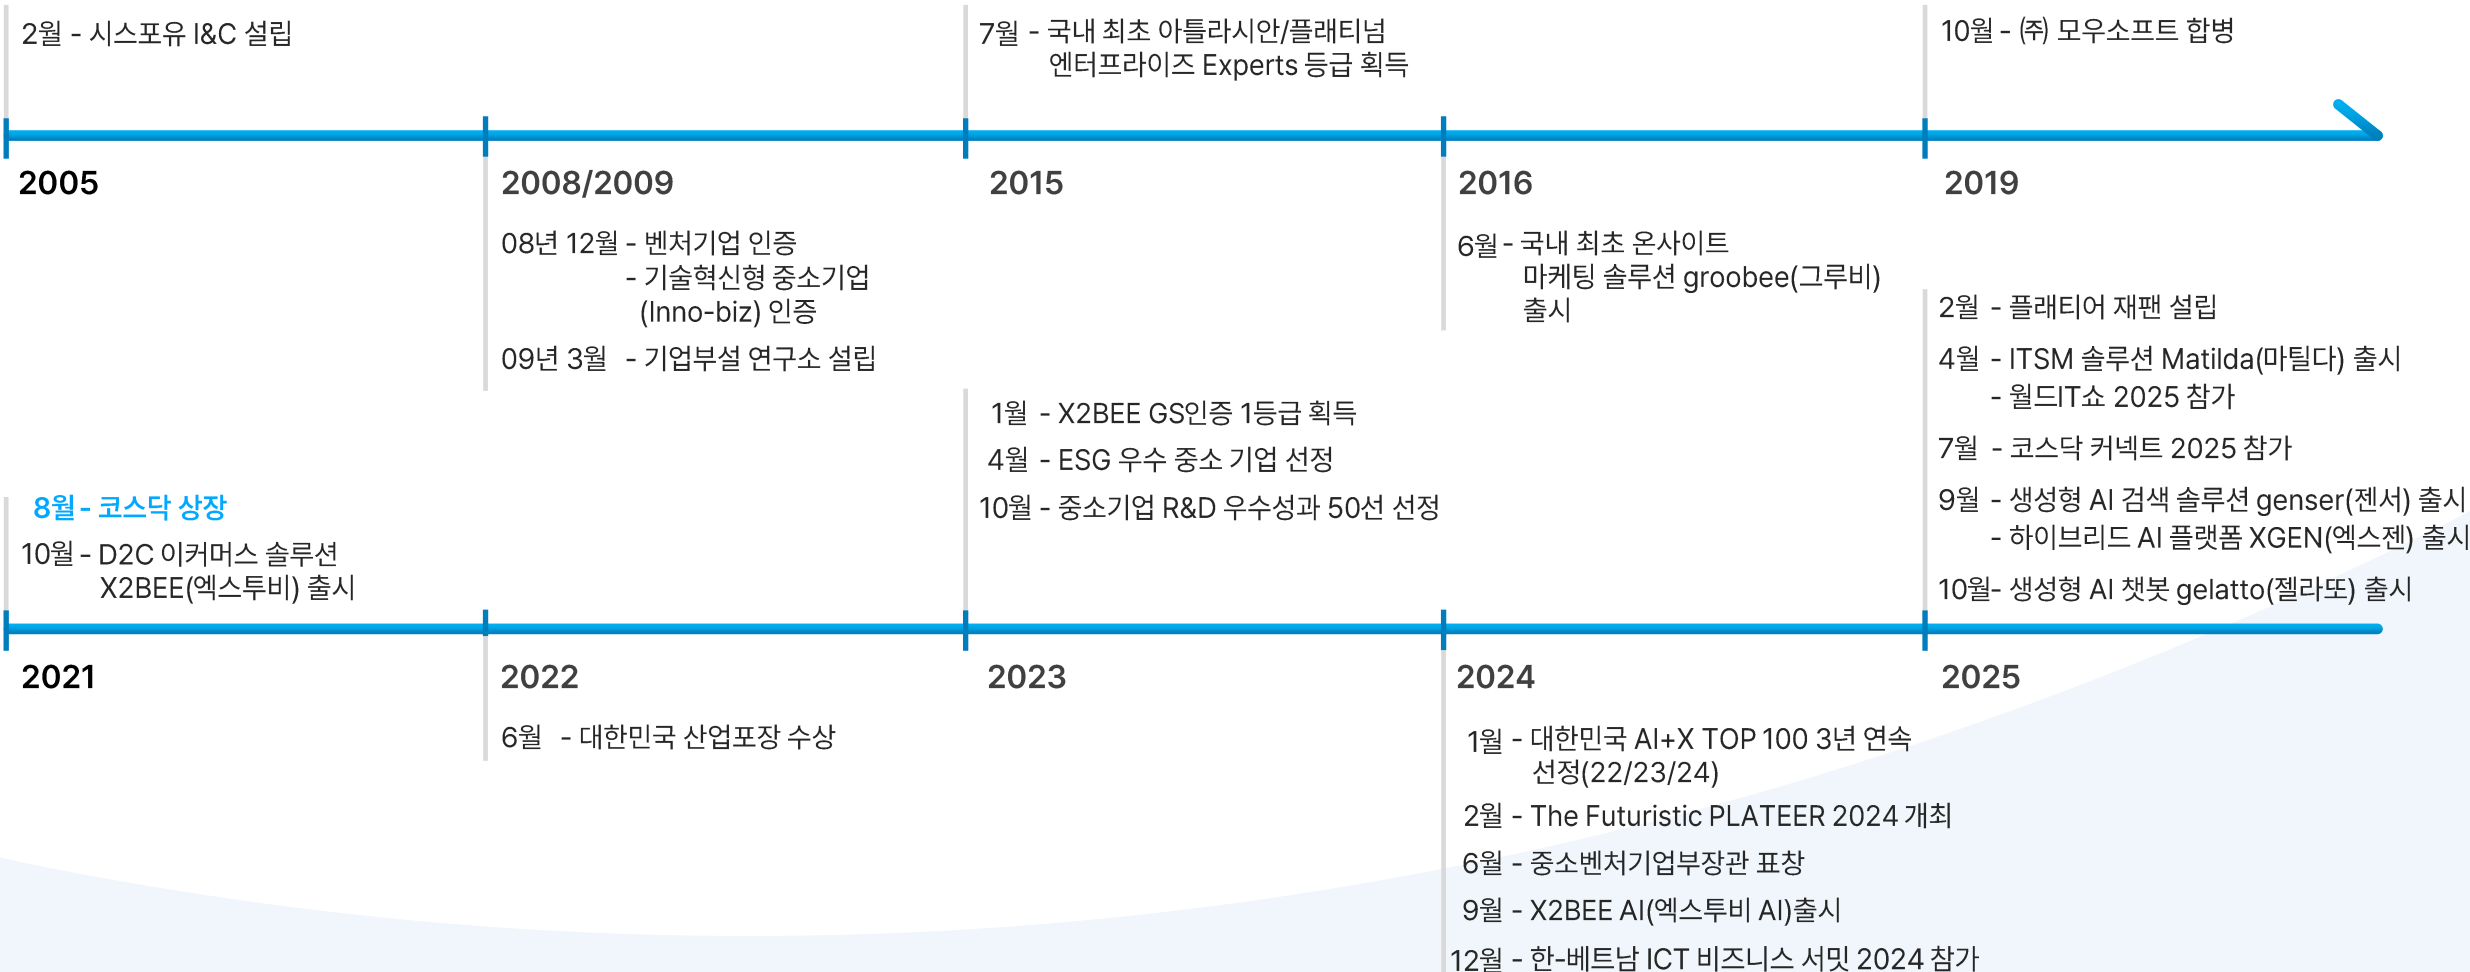 2월 - 시스포유 I&C 설립
7월 - 국내 최초 아틀라시안/플래티넘
엔터프라이즈 Experts 등급 획득
10월 - ㈜ 모우소프트 합병
2005
2008/2009
2015
2016
2019
08년 12월 - 벤처기업 인증
- 기술혁신형 중소기업
(Inno-biz) 인증
09년 3월 - 기업부설 연구소 설립
6월 - 국내 최초 온사이트
마케팅 솔루션 groobee(그루비)
출시
8월 - 코스닥 상장
10월 - D2C 이커머스 솔루션
X2BEE(엑스투비) 출시
1월 - X2BEE GS인증 1등급 획득
4월 - ESG 우수 중소 기업 선정
10월 - 중소기업 R&D 우수성과 50선 선정
2월 - 플래티어 재팬 설립
4월 - ITSM 솔루션 Matilda(마틸다) 출시
- 월드IT쇼 2025 참가
7월 - 코스닥 커넥트 2025 참가
9월 - 생성형 AI 검색 솔루션 genser(젠서) 출시
- 하이브리드 AI 플랫폼 XGEN(엑스젠) 출시
10월- 생성형 AI 챗봇 gelatto(젤라또) 출시
2021
2022
2023
2024
2025
6월 - 대한민국 산업포장 수상
1월 - 대한민국 AI+X TOP 100 3년 연속
선정(22/23/24)
2월 - The Futuristic PLATEER 2024 개최
6월 - 중소벤처기업부장관 표창
9월 - X2BEE AI(엑스투비 AI)출시
12월 - 한-베트남 ICT 비즈니스 서밋 2024 참가